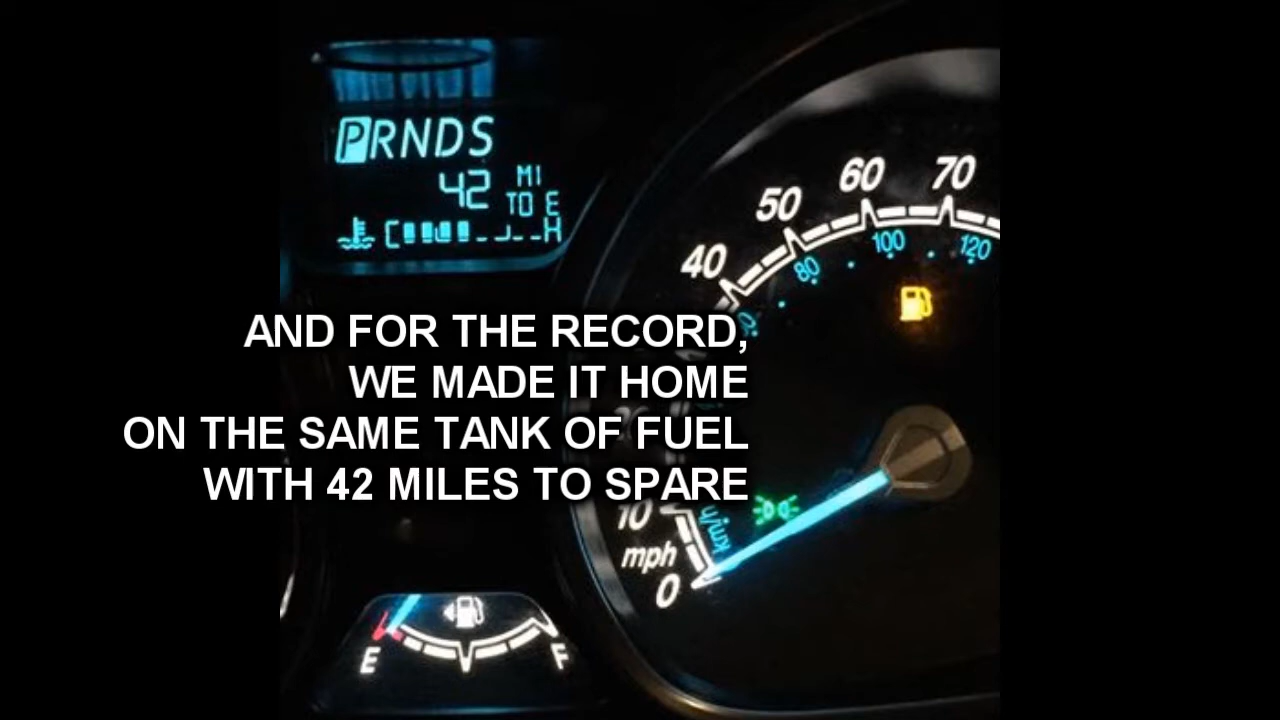 PRNDS
42 MI
TO E
C H
40 50 60 70
80 100 120
AND FOR THE RECORD,
WE MADE IT HOME
ON THE SAME TANK OF FUEL
WITH 42 MILES TO SPARE
10
km/h
mph
0
E F